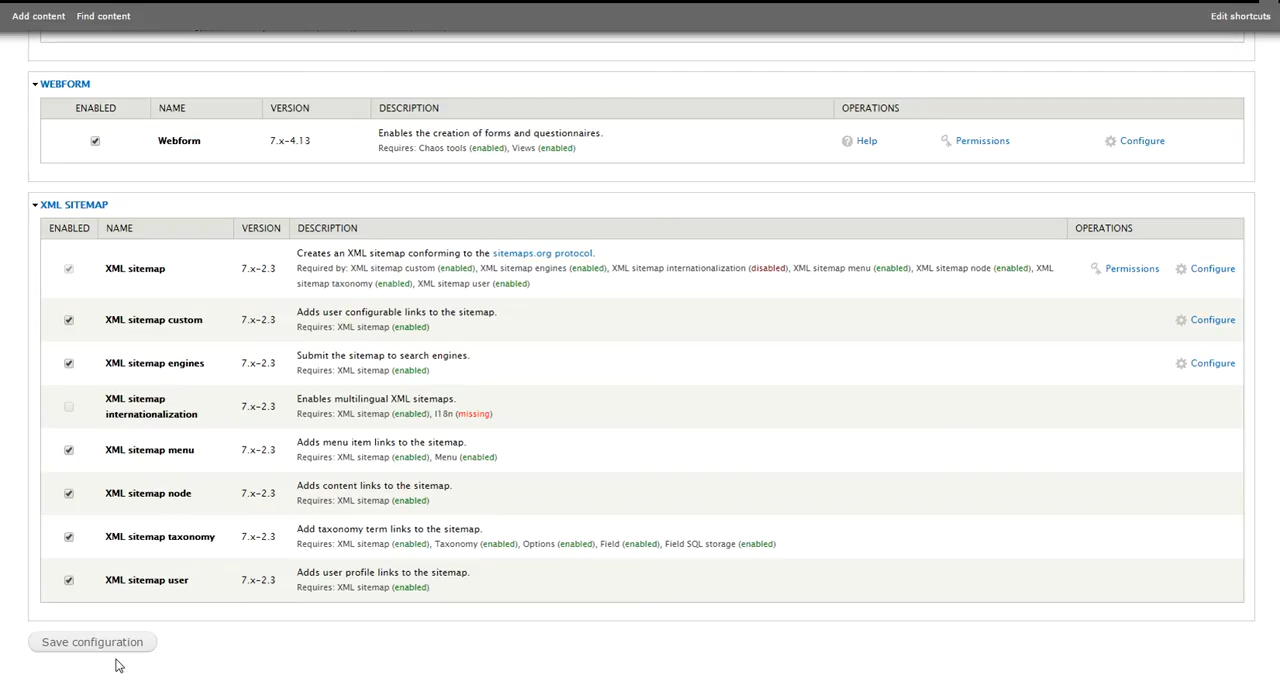 Add content Find content Edit shortcuts
WEBFORM
ENABLED NAME VERSION DESCRIPTION OPERATIONS
Webform 7.x-4.13 Enables the creation of forms and questionnaires. Help Permissions Configure
Requires: Chaos tools (enabled), Views (enabled)
XML SITEMAP
ENABLED NAME VERSION DESCRIPTION OPERATIONS
Creates an XML sitemap conforming to the sitemaps.org protocol.
XML sitemap 7.x-2.3 Required by: XML sitemap custom (enabled), XML sitemap engines (enabled), XML sitemap internationalization (disabled), XML sitemap menu (enabled), XML sitemap node (enabled), XML Permissions Configure
sitemap taxonomy (enabled), XML sitemap user (enabled)
Adds user configurable links to the sitemap.
XML sitemap custom 7.x-2.3 Configure
Requires: XML sitemap (enabled)
Submit the sitemap to search engines.
XML sitemap engines 7.x-2.3 Configure
Requires: XML sitemap (enabled)
XML sitemap Enables multilingual XML sitemaps.
internationalization 7.x-2.3 Requires: XML sitemap (enabled), I18n (missing)
Adds menu item links to the sitemap.
XML sitemap menu 7.x-2.3
Requires: XML sitemap (enabled), Menu (enabled)
Adds content links to the sitemap.
XML sitemap node 7.x-2.3
Requires: XML sitemap (enabled)
Add taxonomy term links to the sitemap.
XML sitemap taxonomy 7.x-2.3
Requires: XML sitemap (enabled), Taxonomy (enabled), Options (enabled), Field (enabled), Field SQL storage (enabled)
Adds user profile links to the sitemap.
XML sitemap user 7.x-2.3
Requires: XML sitemap (enabled)
Save configuration